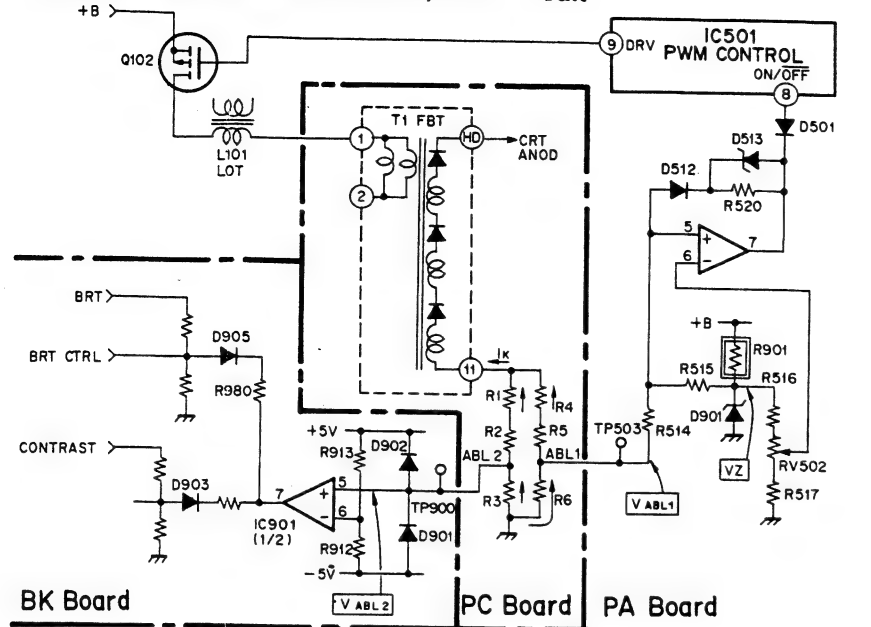 +B
Q102
9
DRV
IC501
PWM CONTROL
ON/OFF
8
D501
L101
LOT
T1 FBT
1
2
HD
CRT
ANOD
D513
D512
R520
5
+
6
−
7
+B
R901
R515
R516
D901
R514
VZ
RV502
R517
TP503
V ABL1
BRT
BRT CTRL
D905
R980
CONTRAST
D903
7
IC901
(1/2)
+5V
R913
D902
5
+
6
−
R912
D901
−5V
TP900
V ABL2
11
IK
R1
R4
R2
R5
ABL2
ABL1
R3
R6
BK Board
PC Board
PA Board